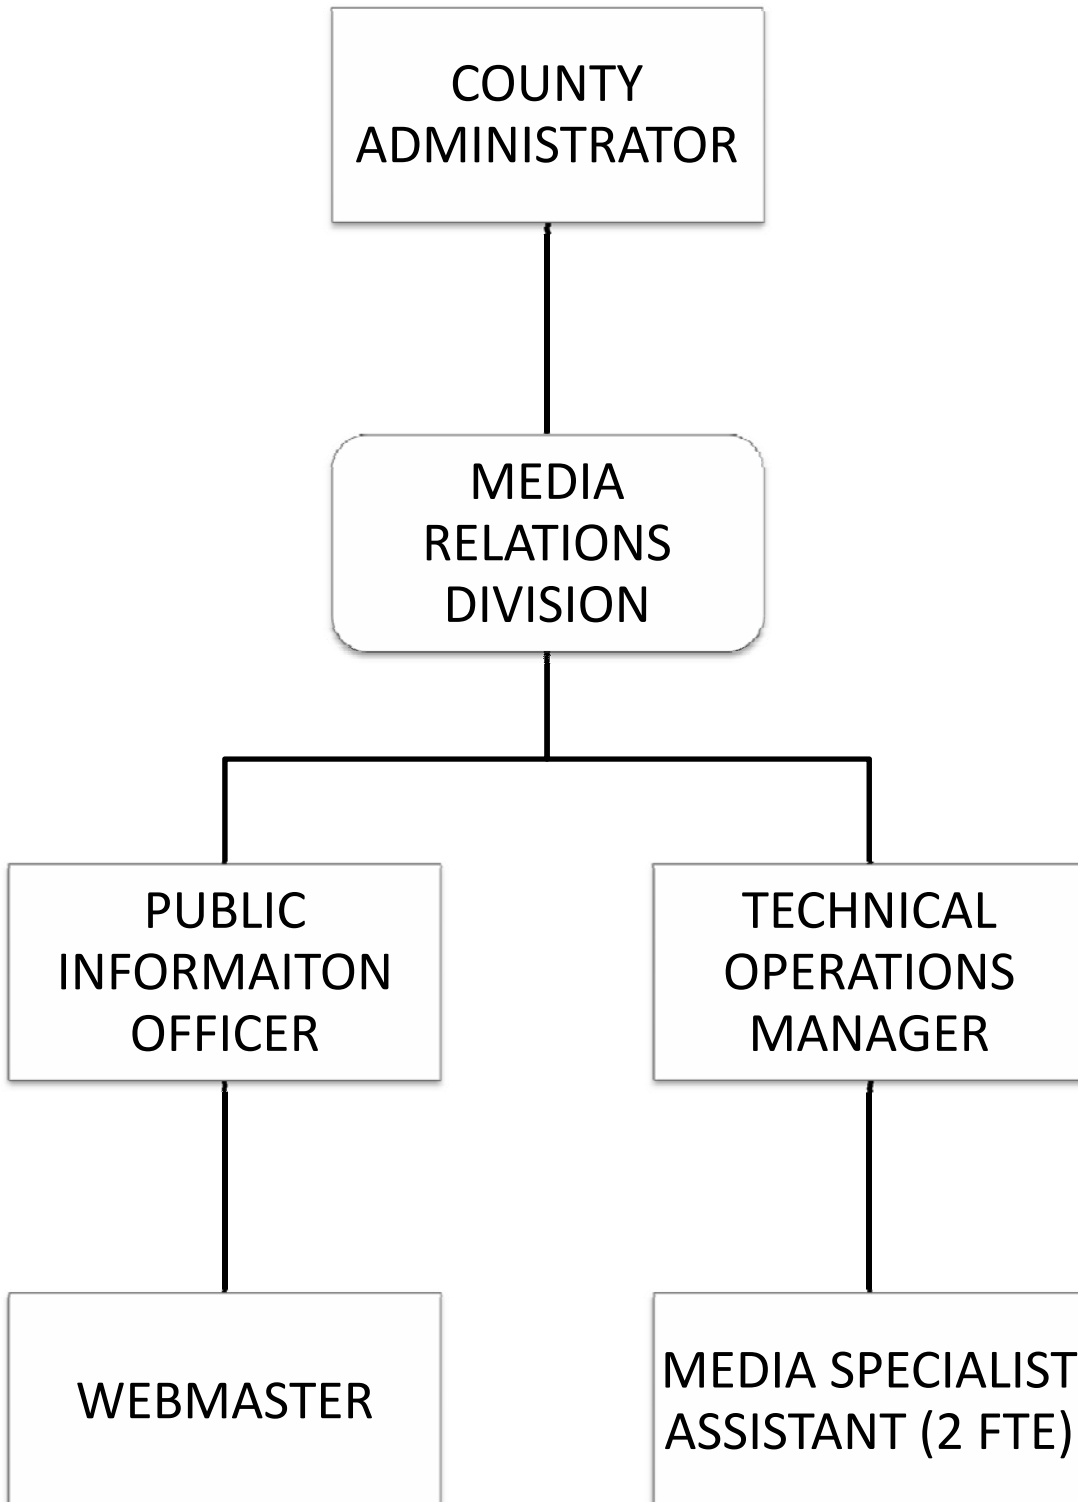 COUNTY
ADMINISTRATOR
MEDIA
RELATIONS
DIVISION
PUBLIC
INFORMAITON
OFFICER
TECHNICAL
OPERATIONS
MANAGER
WEBMASTER
MEDIA SPECIALIST
ASSISTANT (2 FTE)